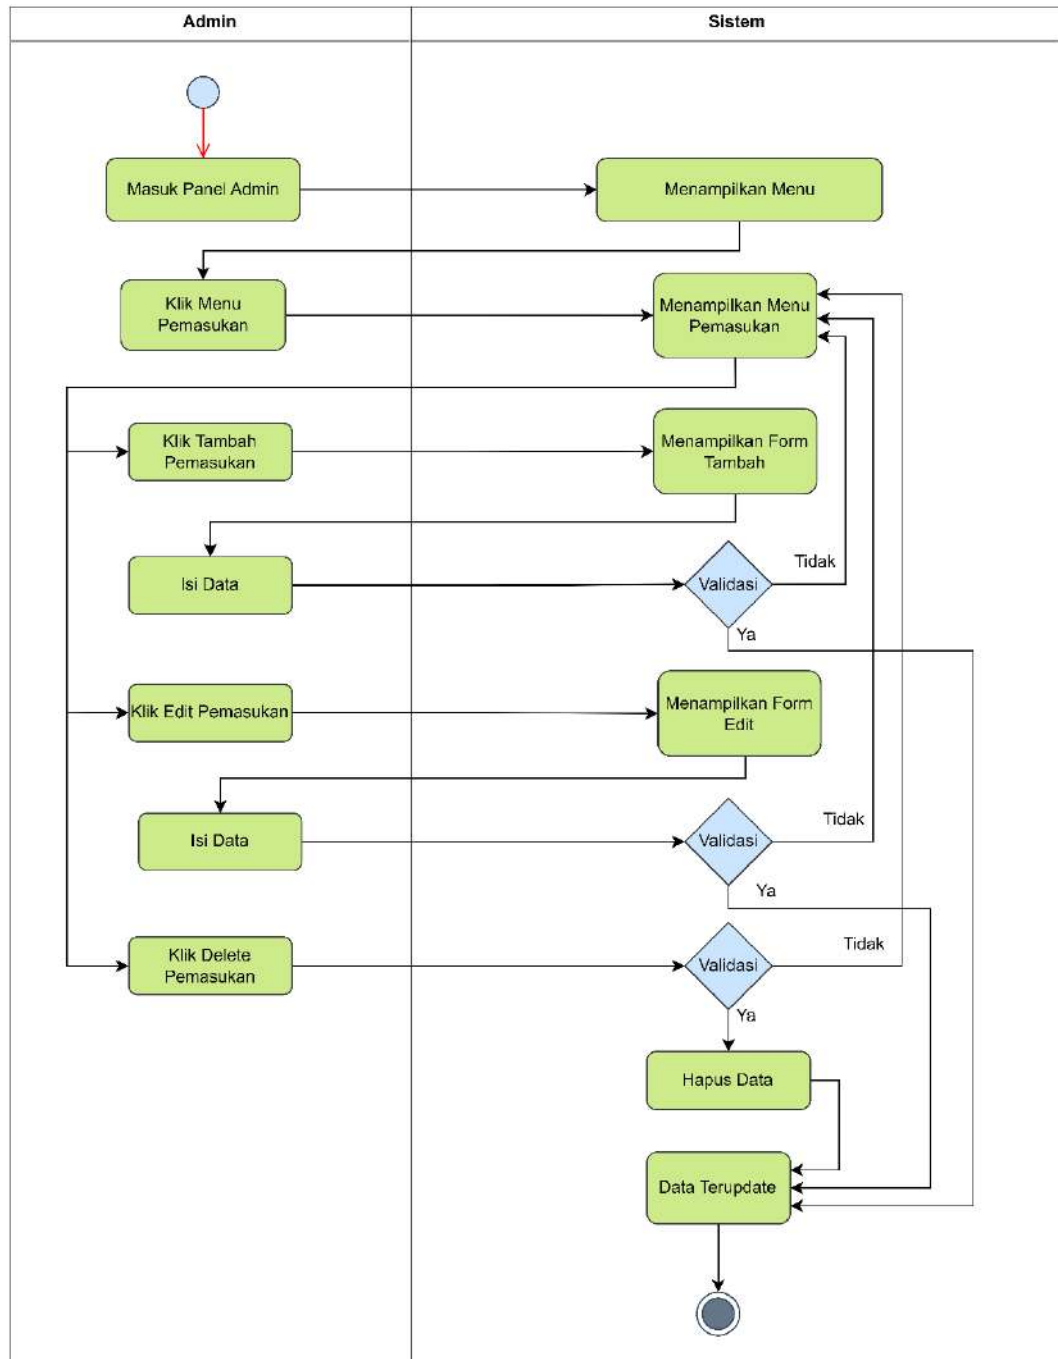 Admin
Sistem
Masuk Panel Admin
Menampilkan Menu
Klik Menu
Pemasukan
Menampilkan Menu
Pemasukan
Klik Tambah
Pemasukan
Menampilkan Form
Tambah
Isi Data
Validasi
Tidak
Ya
Klik Edit Pemasukan
Menampilkan Form
Edit
Isi Data
Validasi
Tidak
Ya
Klik Delete
Pemasukan
Validasi
Tidak
Ya
Hapus Data
Data Terupdate